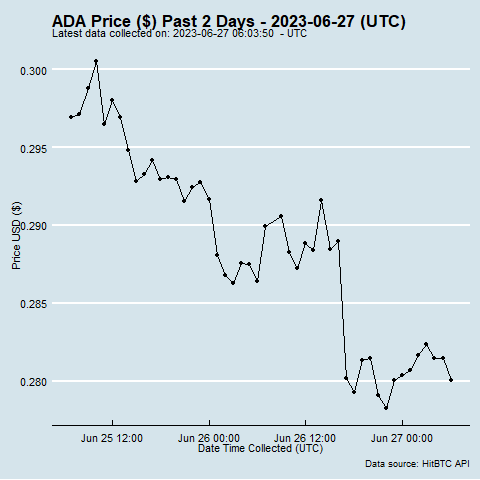 ADA Price ($) Past 2 Days - 2023-06-27 (UTC)
Latest data collected on: 2023-06-27 06:03:50 - UTC
0.300
0.295
0.290
0.285
0.280
Price USD ($)
Jun 25 12:00 Jun 26 00:00 Jun 26 12:00 Jun 27 00:00
Date Time Collected (UTC)
Data source: HitBTC API